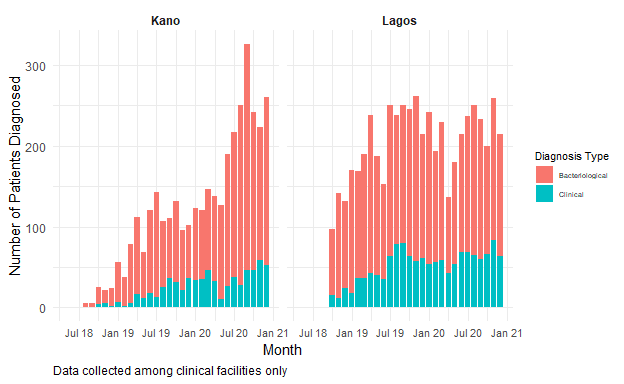 Kano
Lagos
Number of Patients Diagnosed
300
200
100
0
Jul 18 Jan 19 Jul 19 Jan 20 Jul 20 Jan 21
Jul 18 Jan 19 Jul 19 Jan 20 Jul 20 Jan 21
Month
Diagnosis Type
Bacteriological
Clinical
Data collected among clinical facilities only